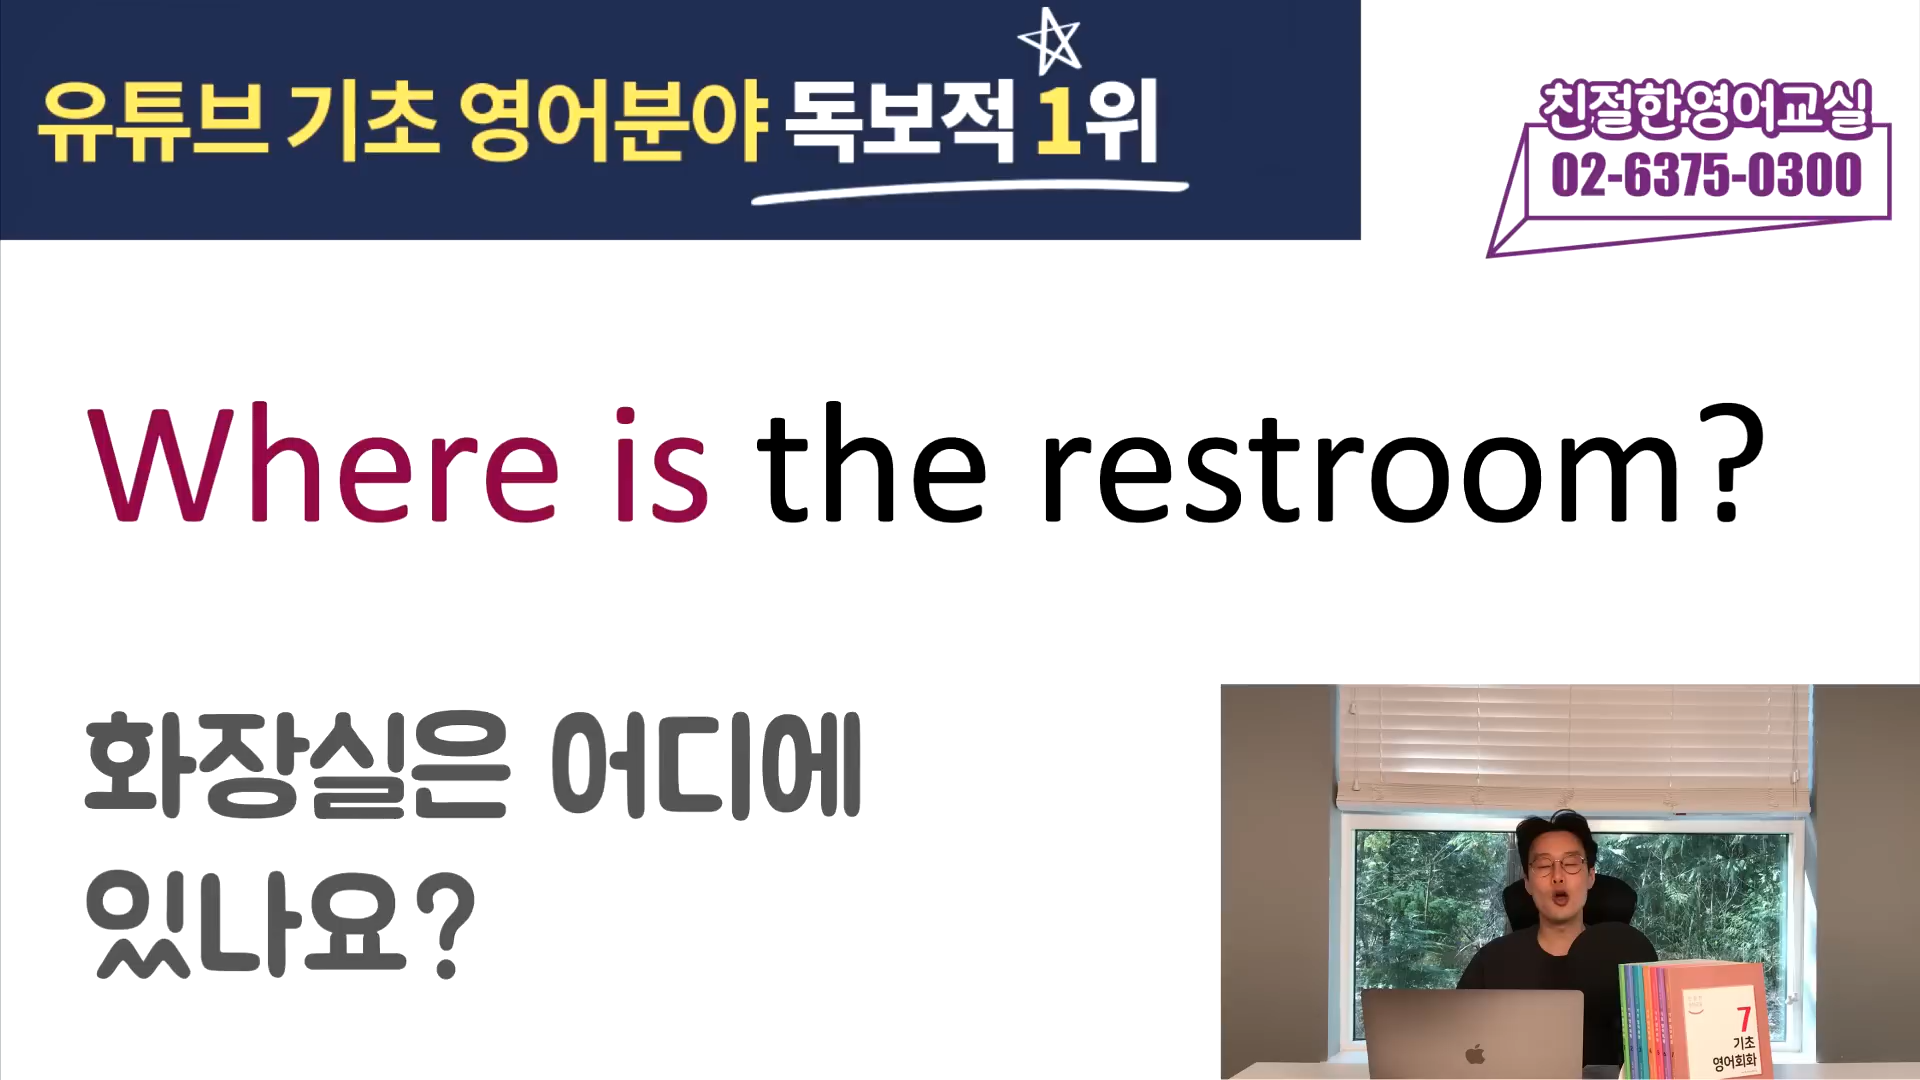 유튜브 기초 영어분야 독보적 1위
친절한영어교실
02-6375-0300
Where is the restroom?
화장실은 어디에
있나요?
7
기초
영어회화